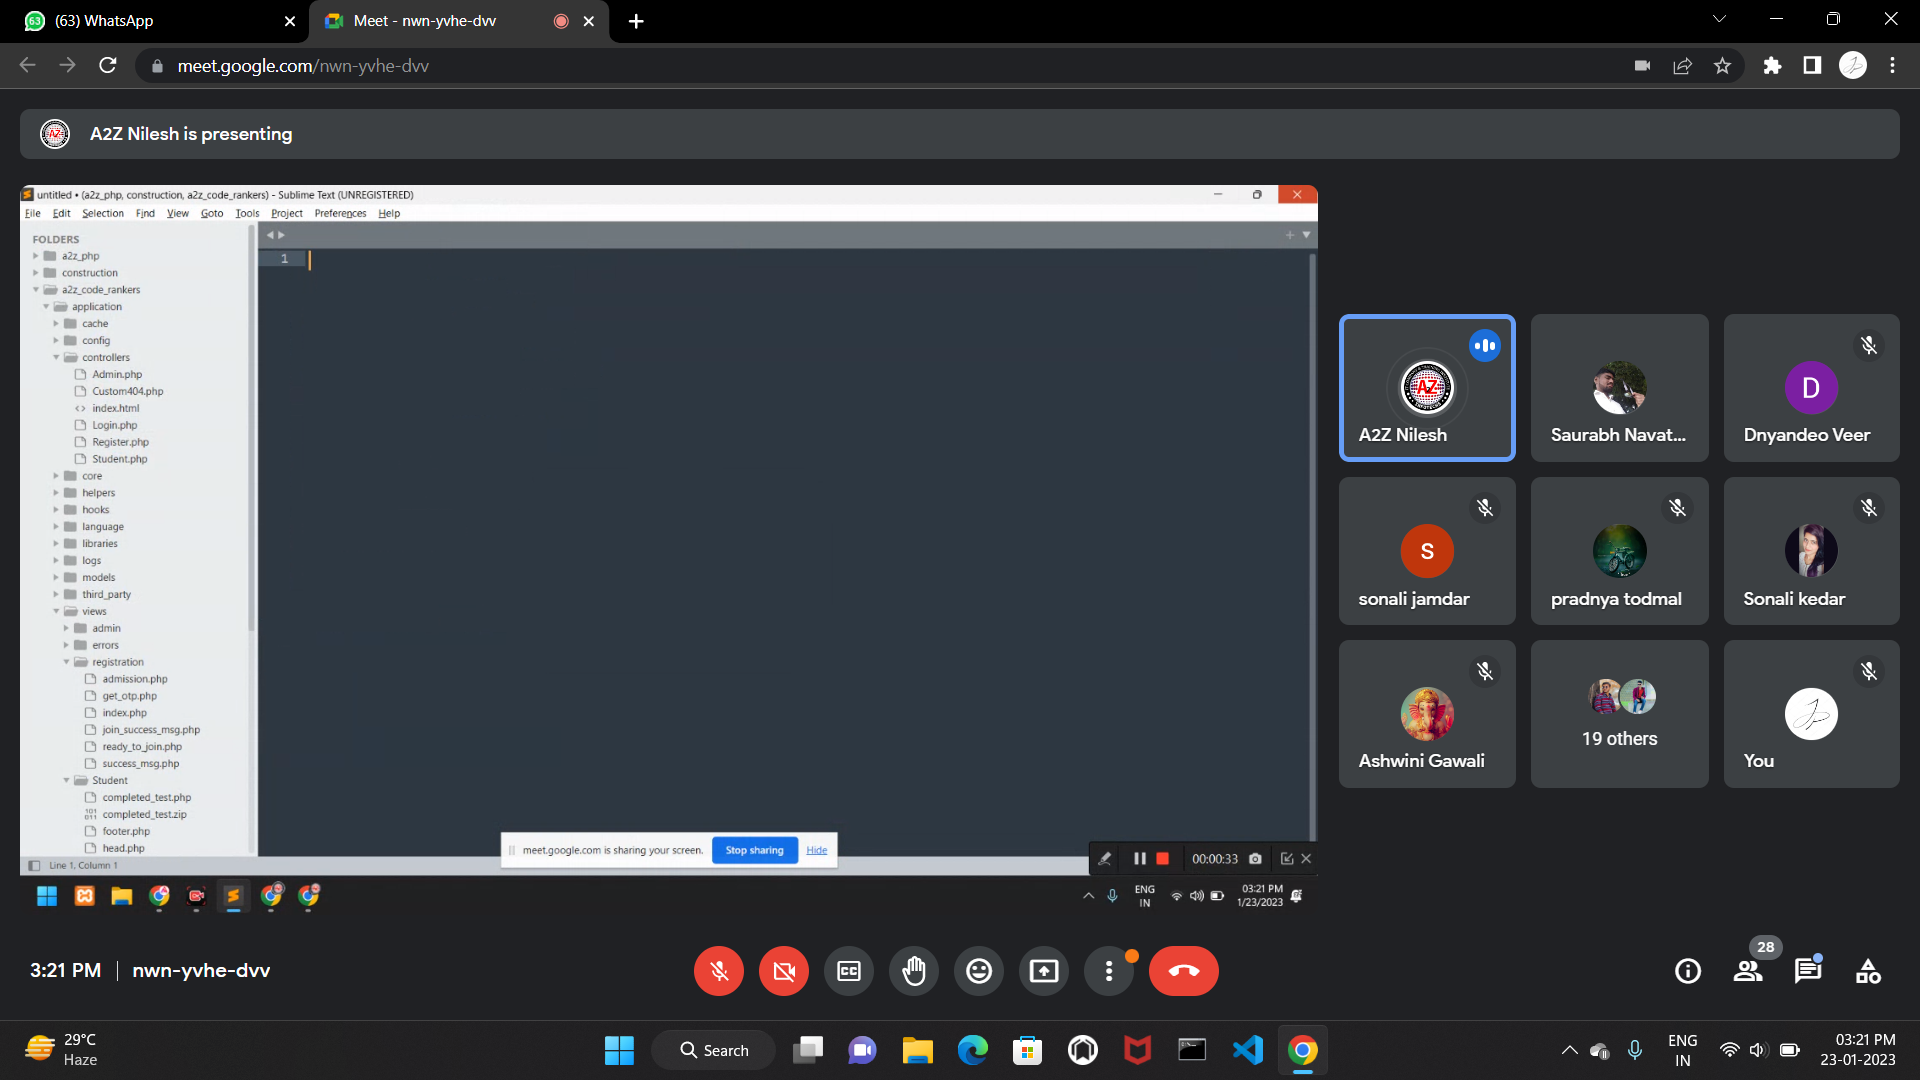 (63) WhatsApp
Meet - nwn-yvhe-dvv
meet.google.com/nwn-yvhe-dvv
A2Z Nilesh is presenting
untitled • (a2z_php, construction, a2z_code_rankers) - Sublime Text (UNREGISTERED)
File Edit Selection Find View Goto Tools Project Preferences Help
FOLDERS
a2z_php
construction
a2z_code_rankers
application
cache
config
controllers
Admin.php
Custom404.php
index.html
Login.php
Register.php
Student.php
core
helpers
hooks
language
libraries
logs
models
third_party
views
admin
errors
registration
admission.php
get_otp.php
index.php
join_success_msg.php
ready_to_join.php
success_msg.php
Student
completed_test.php
completed_test.zip
footer.php
head.php
1
Line 1, Column 1
meet.google.com is sharing your screen. Stop sharing Hide
00:00:33
ENG
IN
03:21 PM
1/23/2023
A2Z Nilesh
Saurabh Navat...
D
Dnyandeo Veer
s
sonali jamdar
pradnya todmal
Sonali kedar
Ashwini Gawali
19 others
You
3:21 PM | nwn-yvhe-dvv
28
29°C
Haze
Search
ENG
IN
03:21 PM
23-01-2023